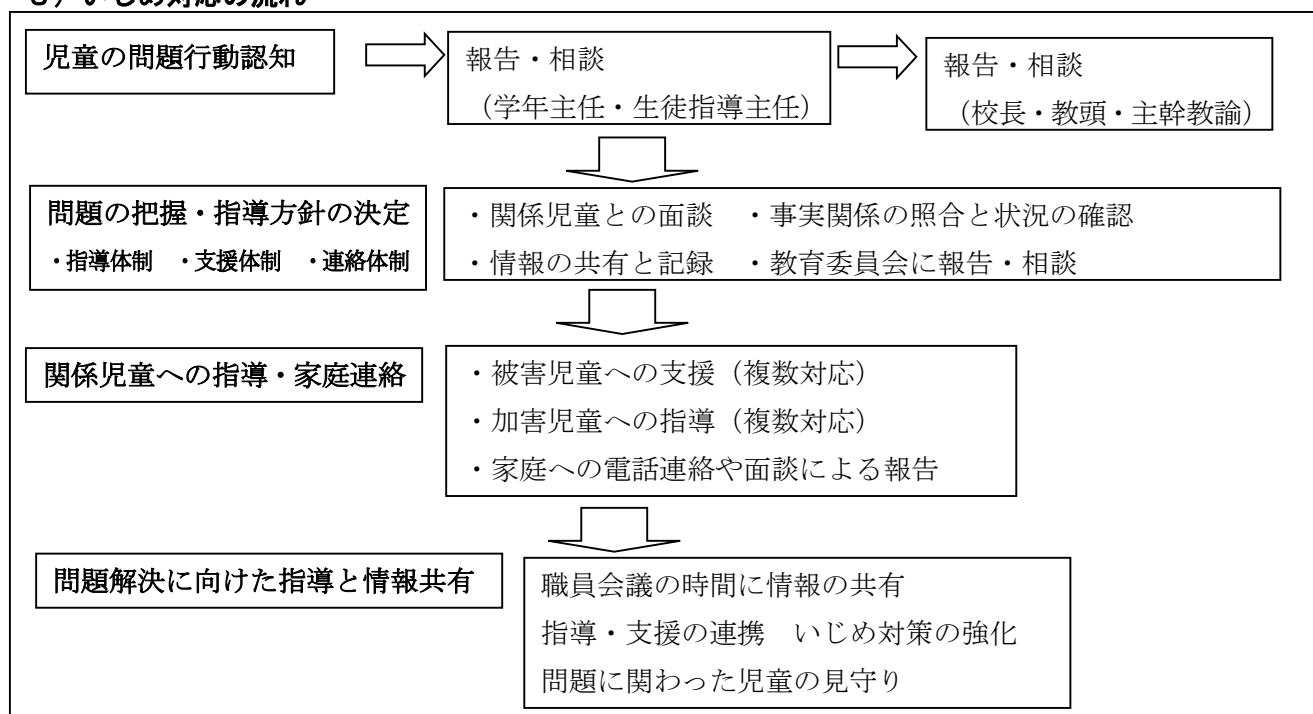 いじめ対応の流れ
児童の問題行動認知
報告・相談
（学年主任・生徒指導主任）
報告・相談
（校長・教頭・主幹教諭）
問題の把握・指導方針の決定
・指導体制　・支援体制　・連絡体制
・関係児童との面談　・事実関係の照合と状況の確認
・情報の共有と記録　・教育委員会に報告・相談
関係児童への指導・家庭連絡
・被害児童への支援（複数対応）
・加害児童への指導（複数対応）
・家庭への電話連絡や面談による報告
問題解決に向けた指導と情報共有
職員会議の時間に情報の共有
指導・支援の連携　いじめ対策の強化
問題に関わった児童の見守り